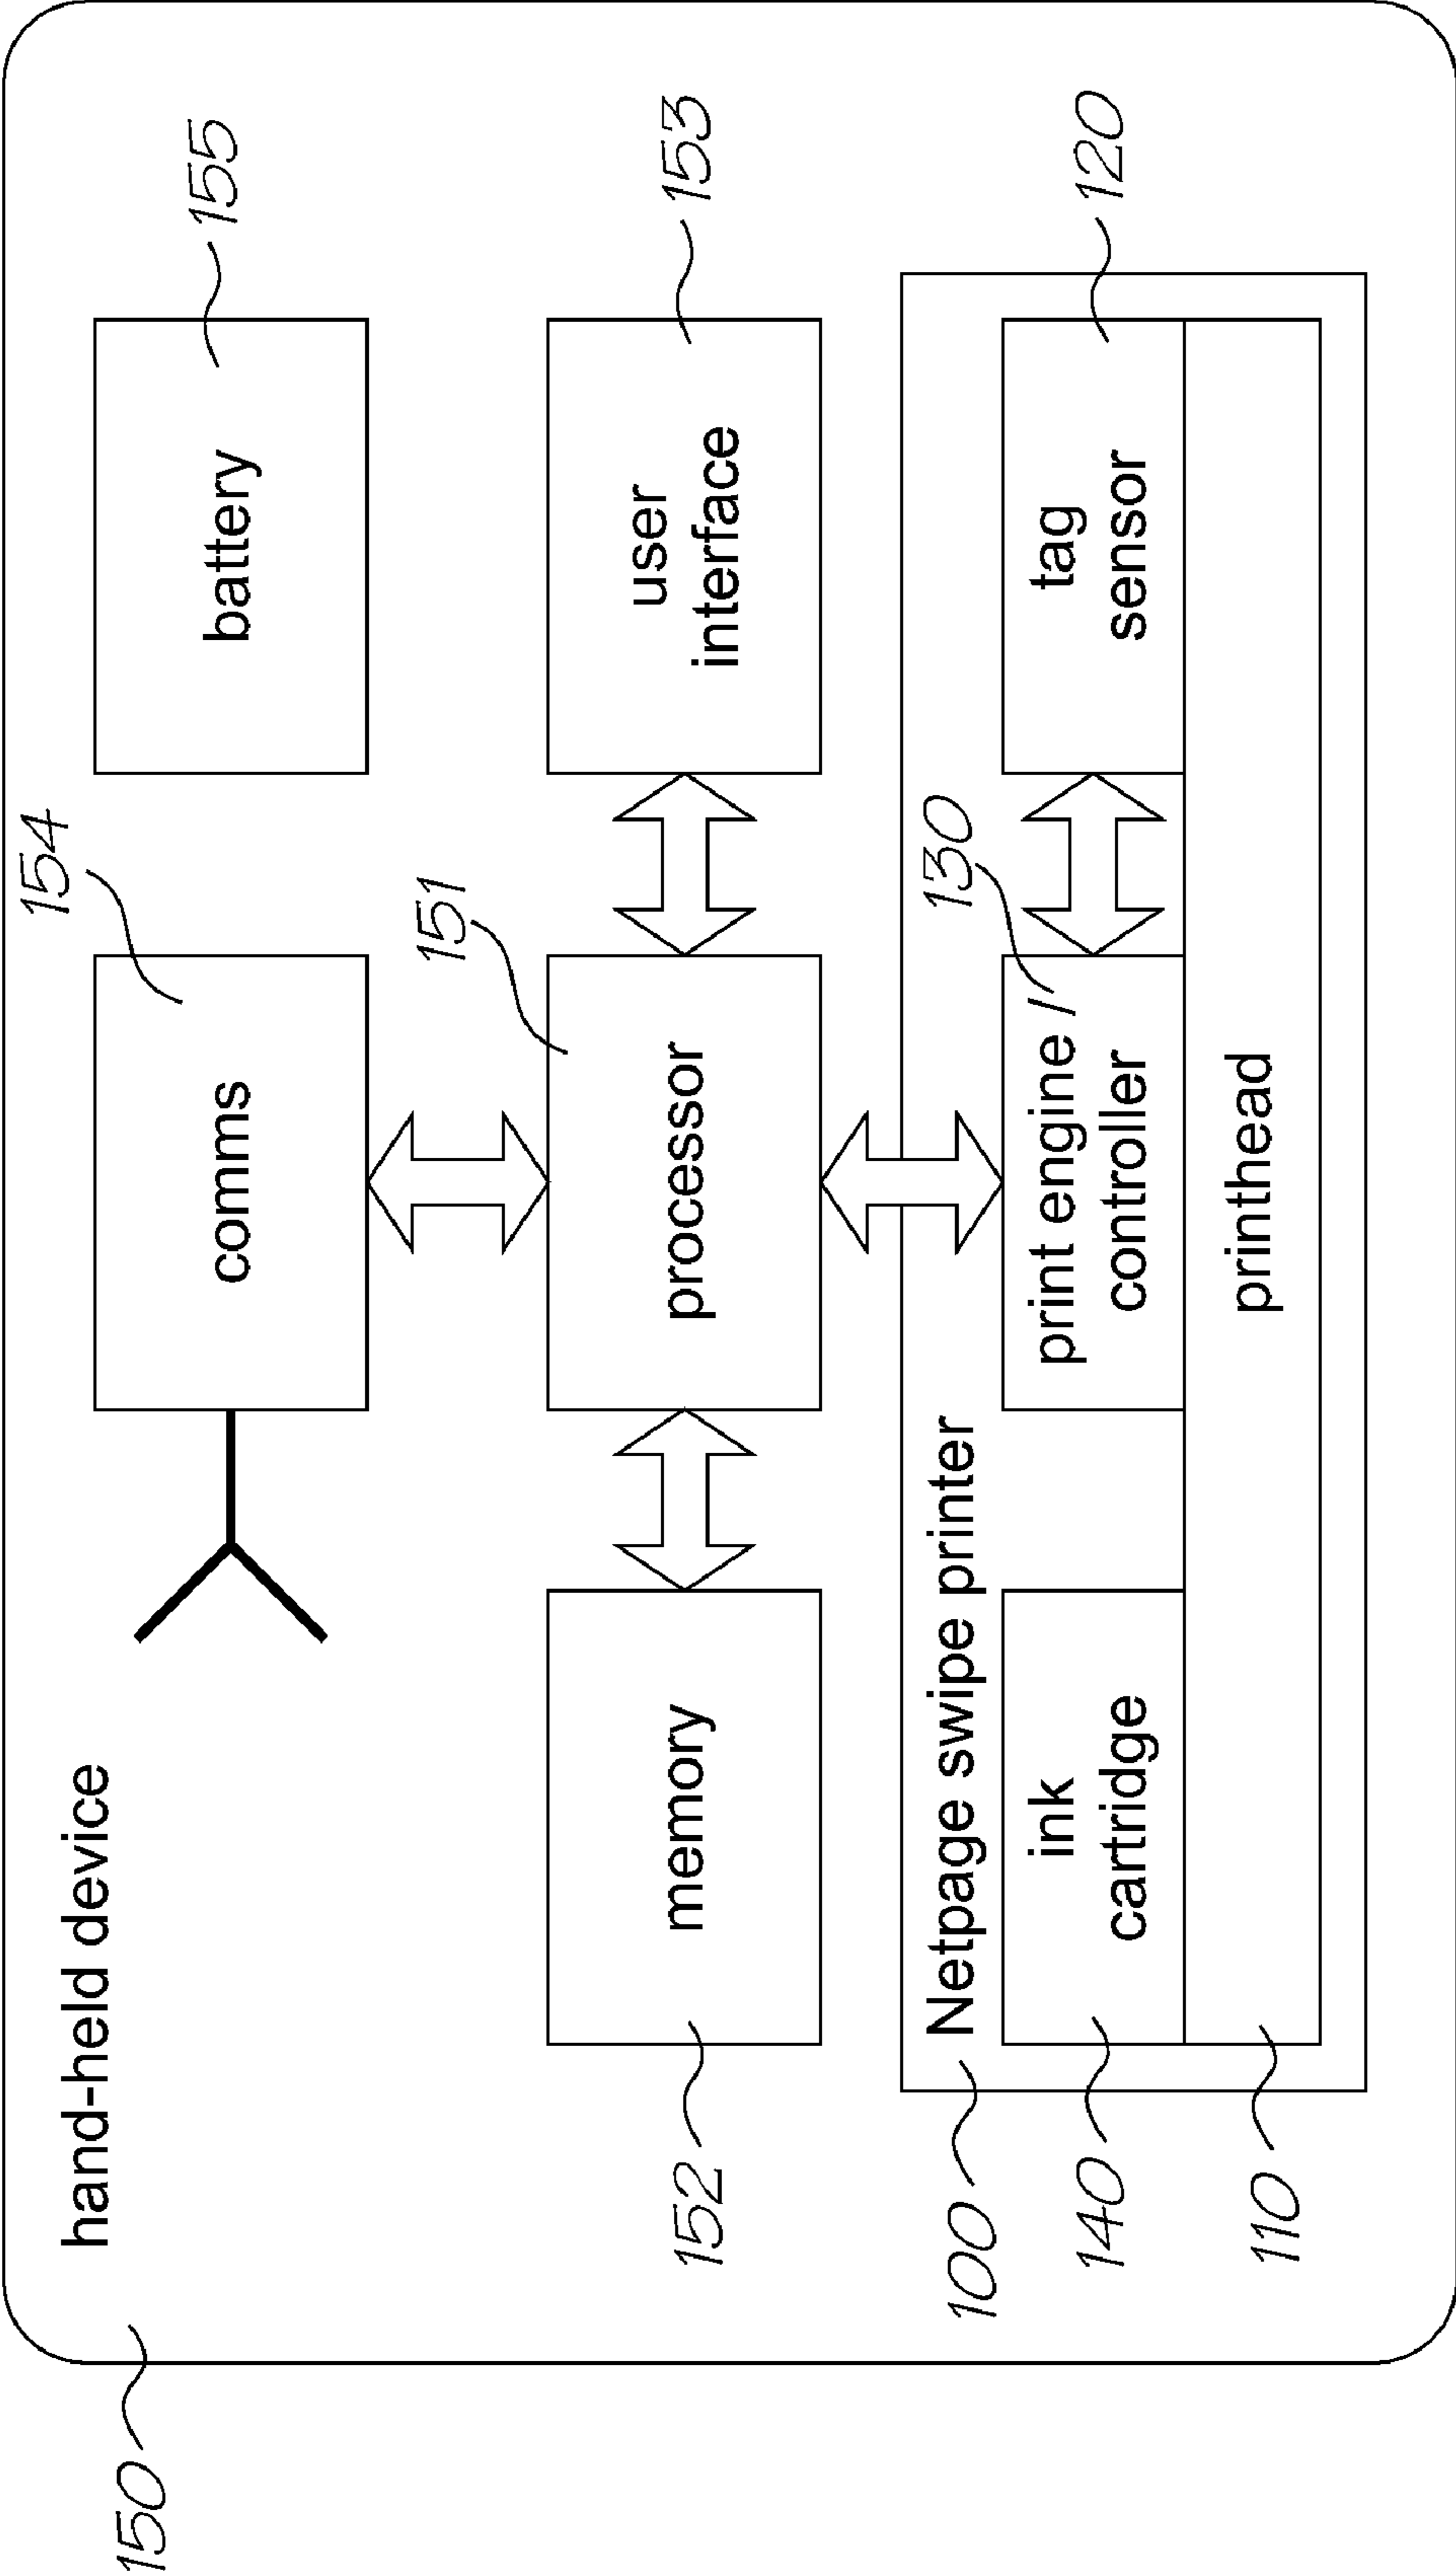 154
hand-held device
150
155
comms
battery
151
152
memory
processor
user
interface
153
130
100
Netpage swipe printer
140
ink
cartridge
print engine /
controller
tag
sensor
120
110
printhead